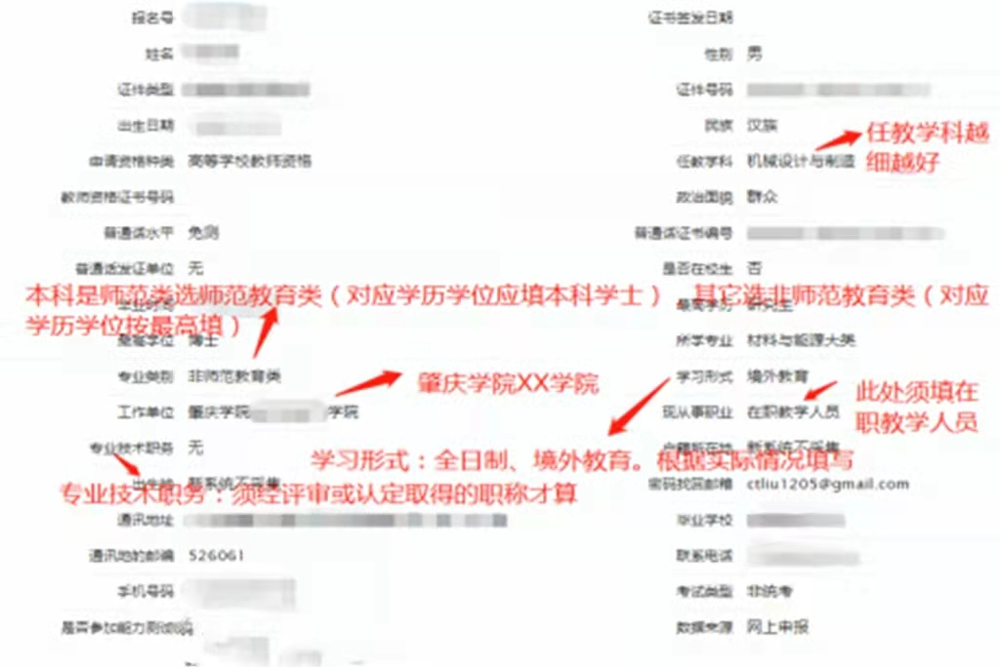 报名号 证书签发日期
姓名 性别 男
证件类型 证件号码
出生日期 民族 汉族
任教学科越
申请资格种类 高等学校教师资格 任教学科 机械设计与制造 细越好
教师资格证书号码 政治面貌 群众
普通话水平 免测 普通话证书编号
普通话发证单位 无 是否在校生 否
本科是师范类选师范教育类（对应学历学位应填本科学士），其它选非师范教育类（对应
最高学历 研究生
学历学位按最高填）
最高学位 博士 所学专业 材料与能源大类
专业类别 非师范教育类 学习形式 境外教育
肇庆学院XX学院
此处须填在
工作单位 肇庆学院 学院 现从事职业 在职教学人员
职教学人员
专业技术职务 无 户籍所在地 新系统不采集
学习形式：全日制、境外教育。根据实际情况填写
出生地 新系统不采集 密码找回邮箱 ctliu1205@gmail.com
专业技术职务：须经评审或认定取得的职称才算
通讯地址 毕业学校
通讯地的邮编 526061 联系电话
手机号码 考试类型 非统考
是否参加能力测试 数据来源 网上申报